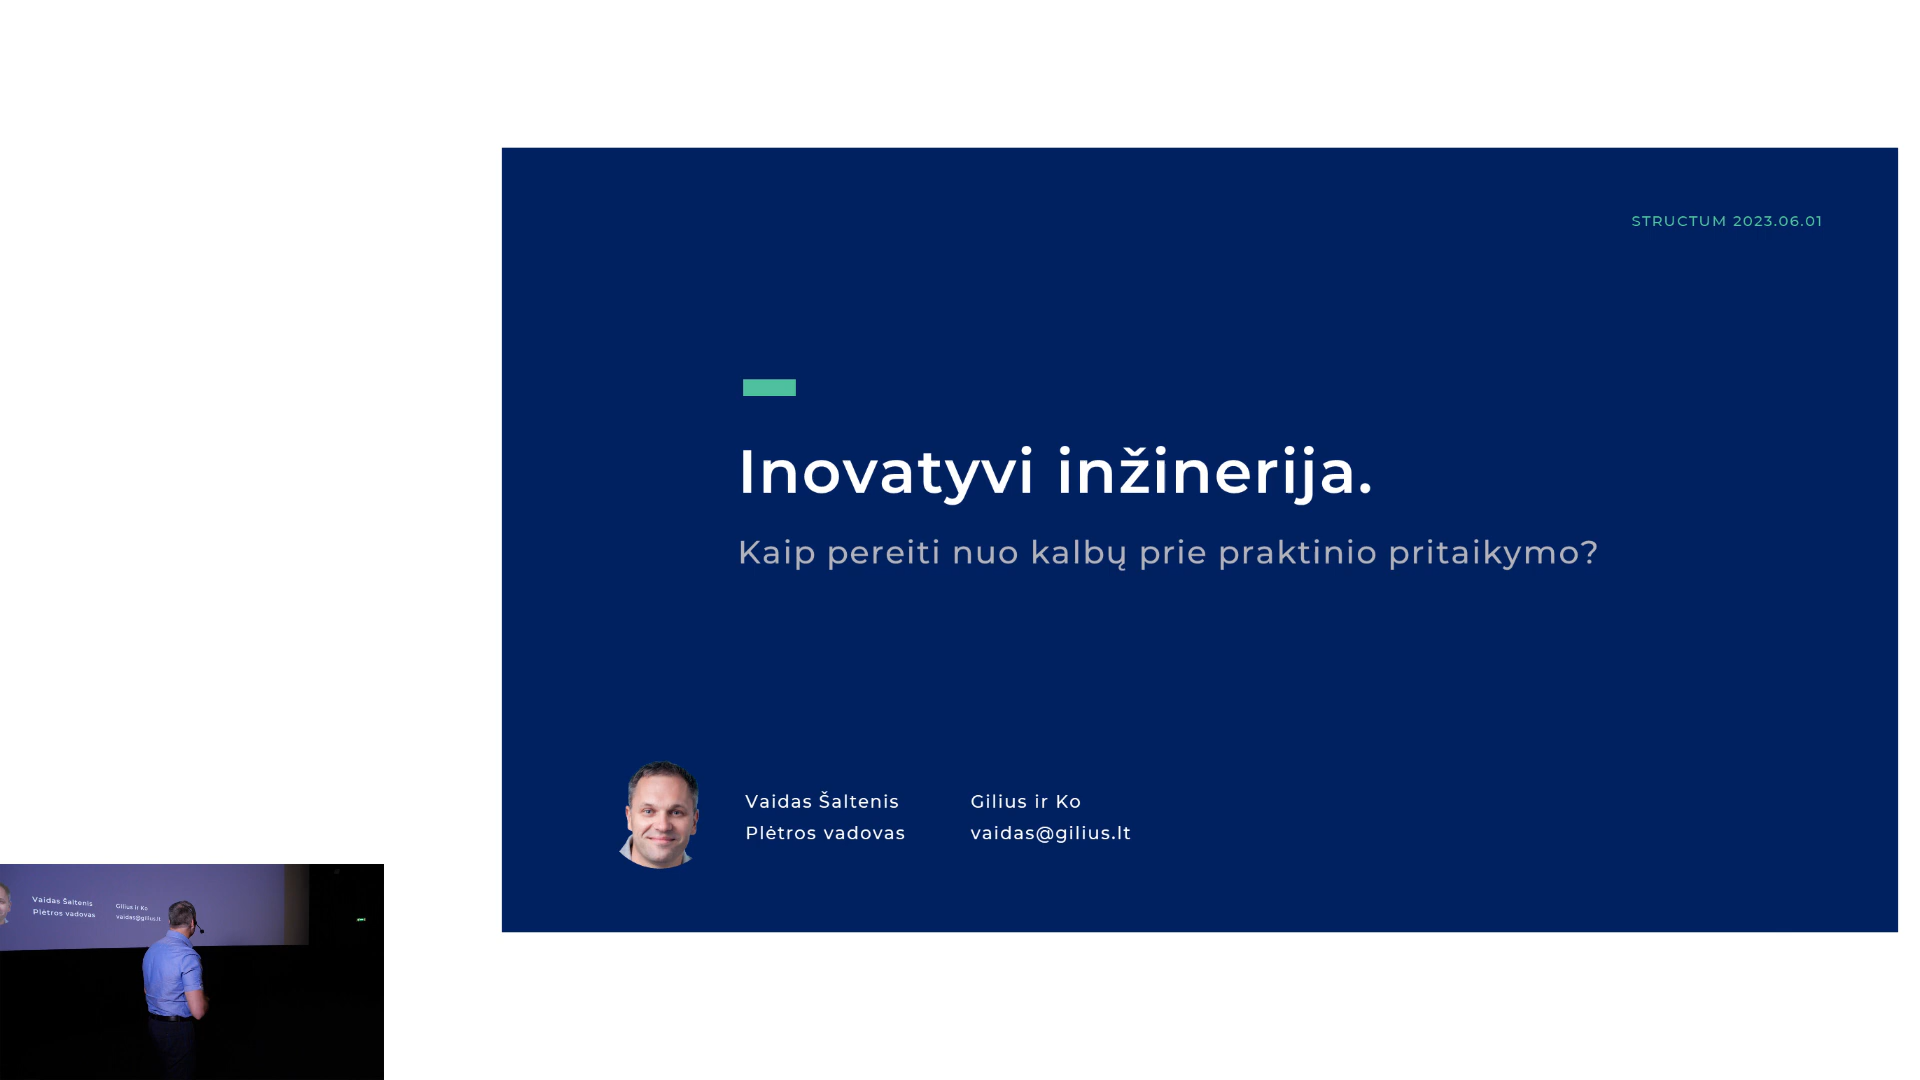 STRUCTUM 2023.06.01
Inovatyvi inžinerija.
Kaip pereiti nuo kalbų prie praktinio pritaikymo?
Vaidas Šaltenis
Plėtros vadovas
Gilius ir Ko
vaidas@gilius.lt
Vaidas Šaltenis
Plėtros vadovas
Gilius ir Ko
vaidas@gilius.lt